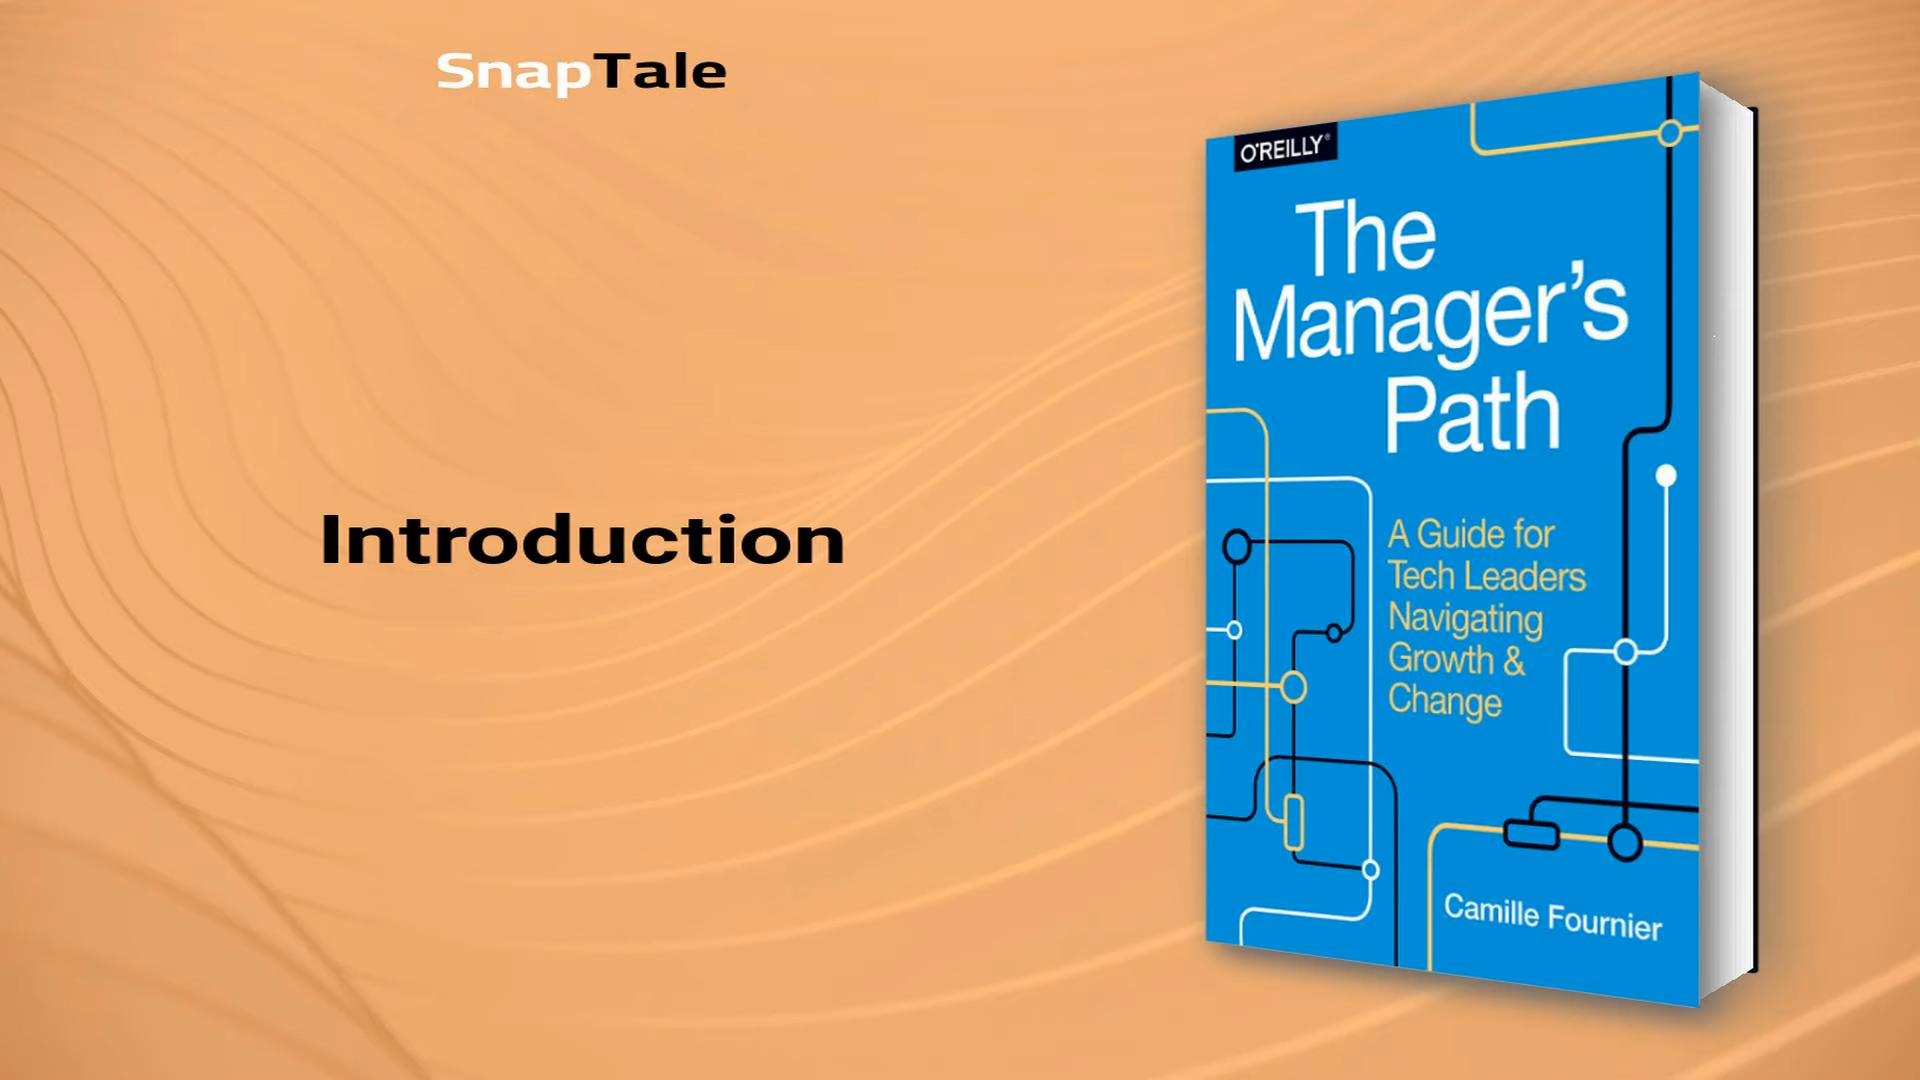 SnapTale
Introduction
O'REILLY®
The
Manager's
Path
A Guide for
Tech Leaders
Navigating
Growth &
Change
Camille Fournier